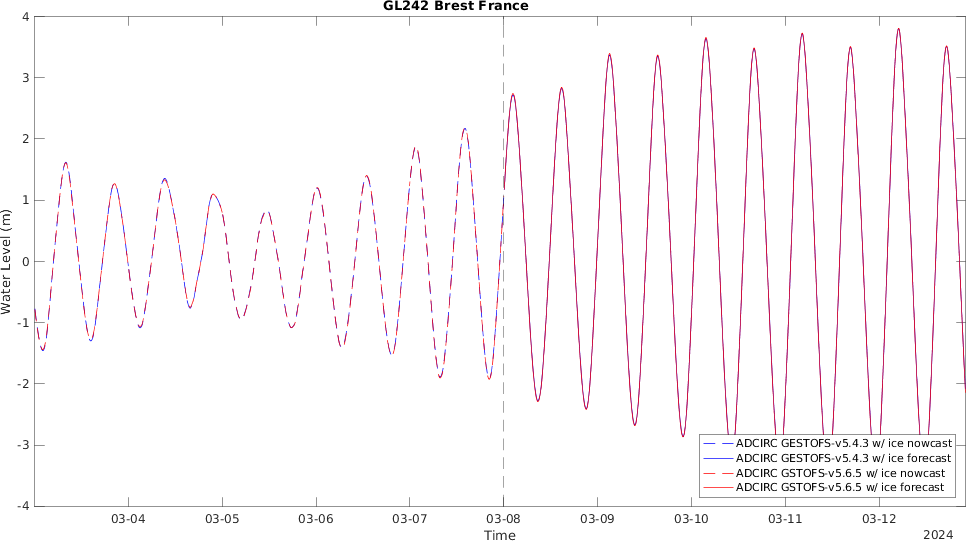 GL242 Brest France
4
3
2
1
0
-1
-2
-3
-4
Water Level (m)
ADCIRC GESTOFS-v5.4.3 w/ ice nowcast
ADCIRC GESTOFS-v5.4.3 w/ ice forecast
ADCIRC GSTOFS-v5.6.5 w/ ice nowcast
ADCIRC GSTOFS-v5.6.5 w/ ice forecast
03-04 03-05 03-06 03-07 03-08 03-09 03-10 03-11 03-12
Time
2024